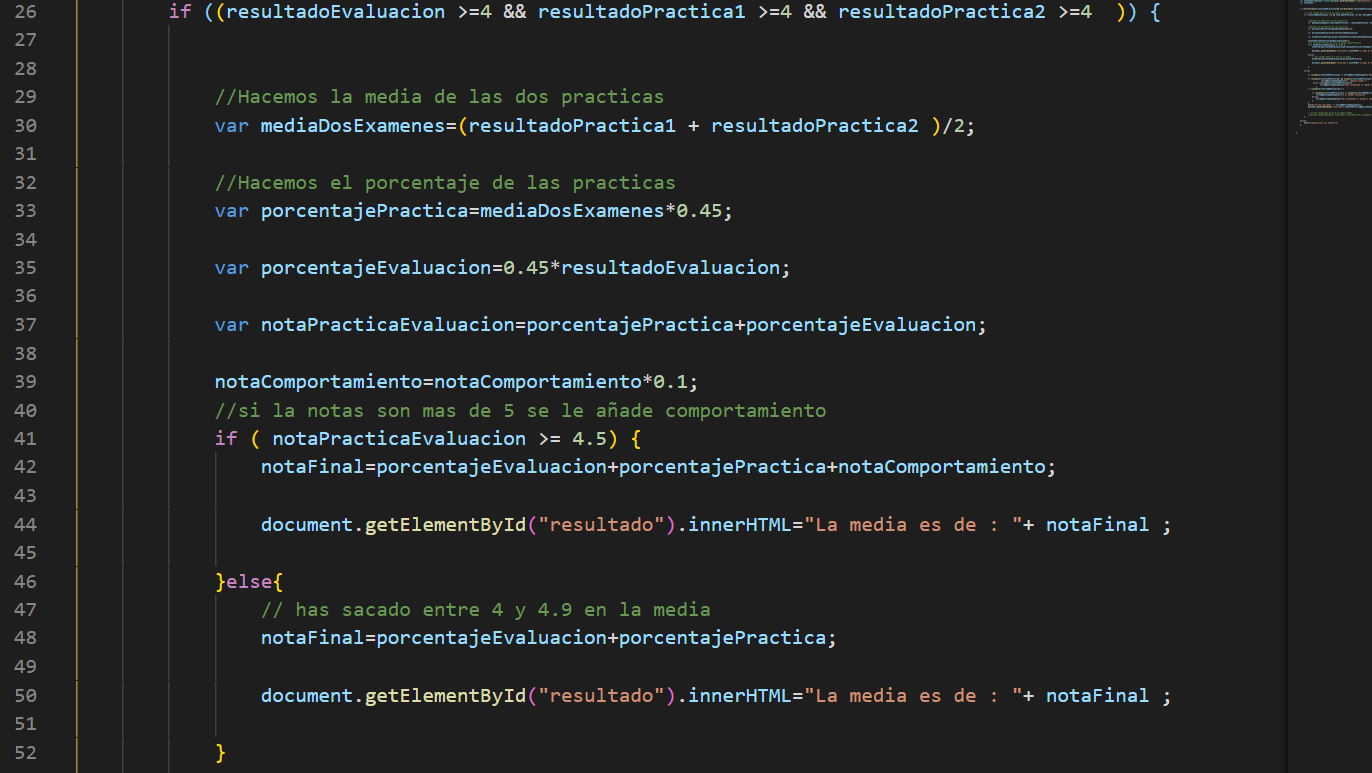 26 if ((resultadoEvaluacion >=4 && resultadoPractica1 >=4 && resultadoPractica2 >=4  )) {
27
28
29 //Hacemos la media de las dos practicas
30 var mediaDosExamenes=(resultadoPractica1 + resultadoPractica2 )/2;
31
32 //Hacemos el porcentaje de las practicas
33 var porcentajePractica=mediaDosExamenes*0.45;
34
35 var porcentajeEvaluacion=0.45*resultadoEvaluacion;
36
37 var notaPracticaEvaluacion=porcentajePractica+porcentajeEvaluacion;
38
39 notaComportamiento=notaComportamiento*0.1;
40 //si la notas son mas de 5 se le añade comportamiento
41 if ( notaPracticaEvaluacion >= 4.5) {
42 notaFinal=porcentajeEvaluacion+porcentajePractica+notaComportamiento;
43
44 document.getElementById("resultado").innerHTML="La media es de : "+ notaFinal ;
45
46 }else{
47 // has sacado entre 4 y 4.9 en la media
48 notaFinal=porcentajeEvaluacion+porcentajePractica;
49
50 document.getElementById("resultado").innerHTML="La media es de : "+ notaFinal ;
51
52 }